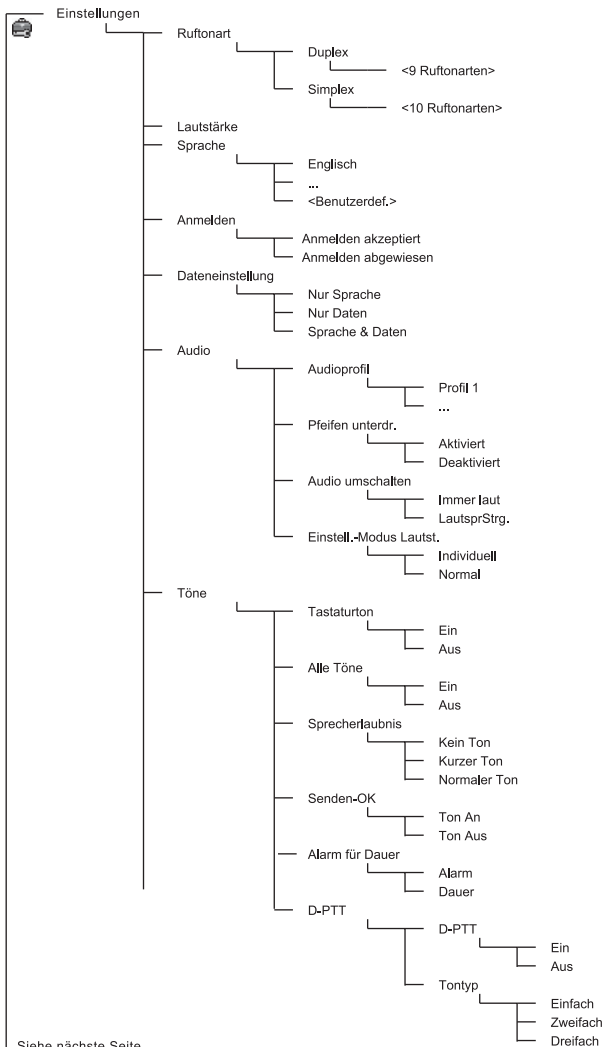 Einstellungen
Ruftonart
Duplex
<9 Ruftonarten>
Simplex
<10 Ruftonarten>
Lautstärke
Sprache
Englisch
...
<Benutzerdef.>
Anmelden
Anmelden akzeptiert
Anmelden abgewiesen
Dateneinstellung
Nur Sprache
Nur Daten
Sprache & Daten
Audio
Audioprofil
Profil 1
...
Pfeifen unterdr.
Aktiviert
Deaktiviert
Audio umschalten
Immer laut
LautsprStrg.
Einstell.-Modus Lautst.
Individuell
Normal
Töne
Tastaturton
Ein
Aus
Alle Töne
Ein
Aus
Sprecherlaubnis
Kein Ton
Kurzer Ton
Normaler Ton
Senden-OK
Ton An
Ton Aus
Alarm für Dauer
Alarm
Dauer
D-PTT
D-PTT
Ein
Aus
Tontyp
Einfach
Zweifach
Dreifach
Siehe nächste Seite